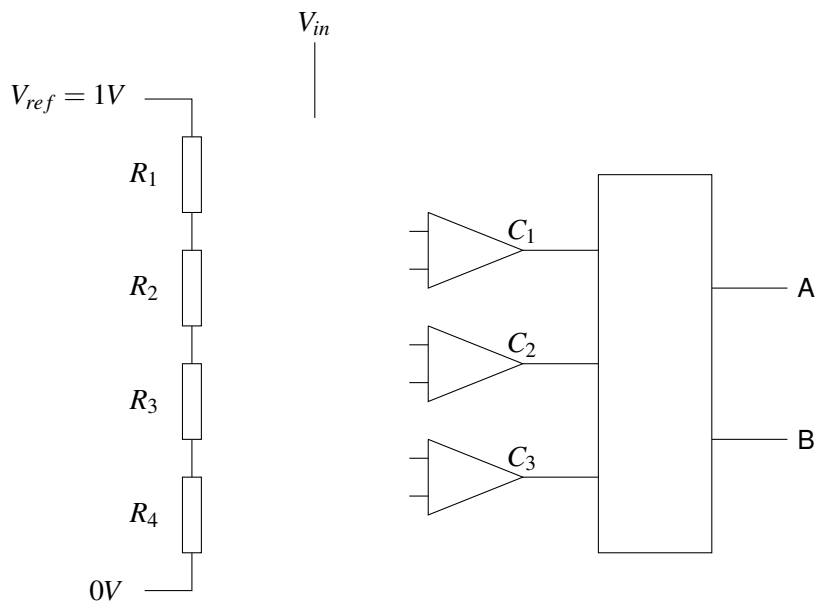 V_in
V_ref = 1V
R_1
C_1
R_2
A
C_2
R_3
B
C_3
R_4
0V